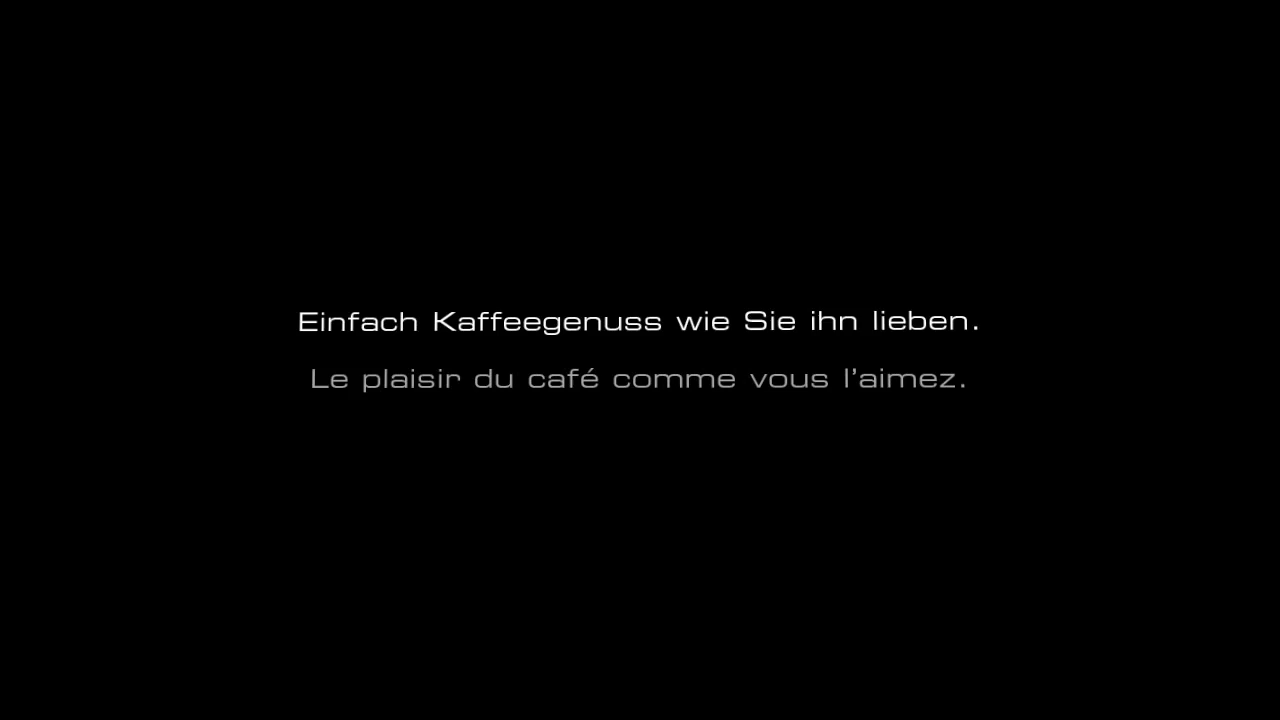 Einfach Kaffeegenuss wie Sie ihn lieben.
Le plaisir du café comme vous l'aimez.